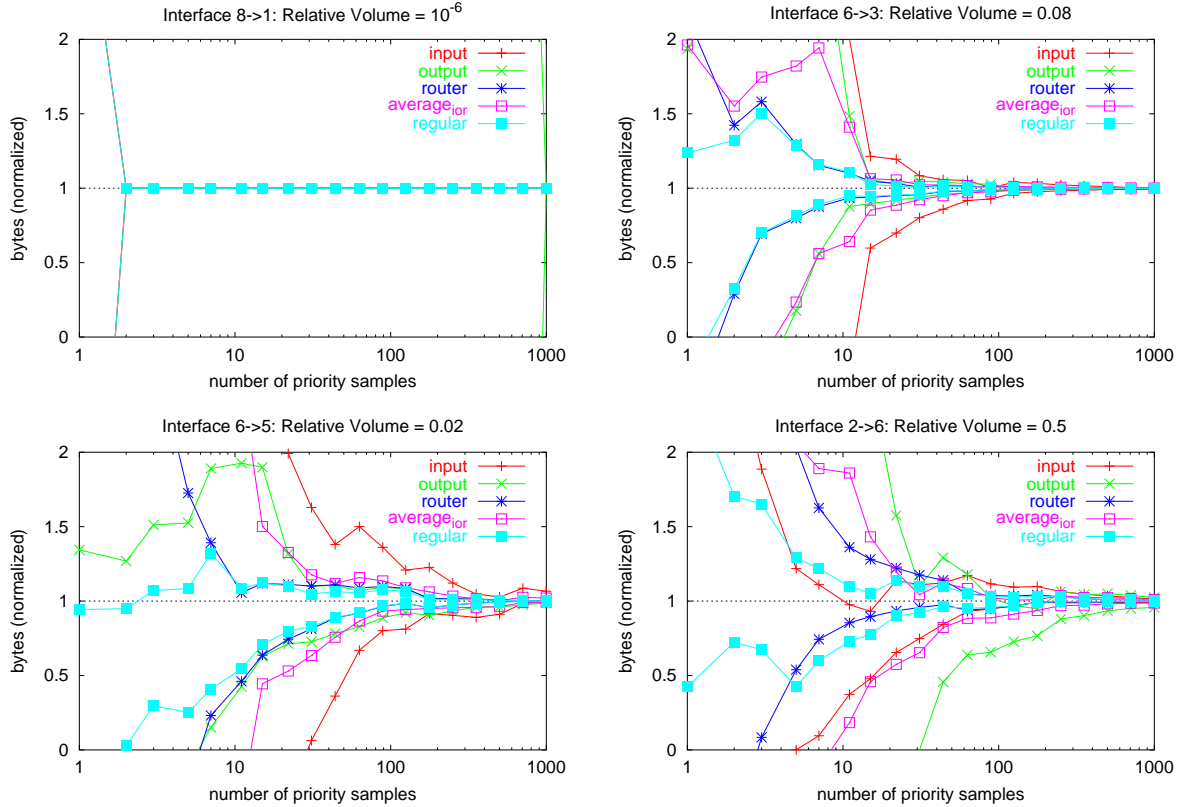 Interface 8->1: Relative Volume = 10^-6
2
1.5
1
0.5
0
bytes (normalized)
input
output
router
average_ior
regular
1 10 100 1000
number of priority samples
Interface 6->3: Relative Volume = 0.08
2
1.5
1
0.5
0
bytes (normalized)
input
output
router
average_ior
regular
1 10 100 1000
number of priority samples
Interface 6->5: Relative Volume = 0.02
2
1.5
1
0.5
0
bytes (normalized)
input
output
router
average_ior
regular
1 10 100 1000
number of priority samples
Interface 2->6: Relative Volume = 0.5
2
1.5
1
0.5
0
bytes (normalized)
input
output
router
average_ior
regular
1 10 100 1000
number of priority samples